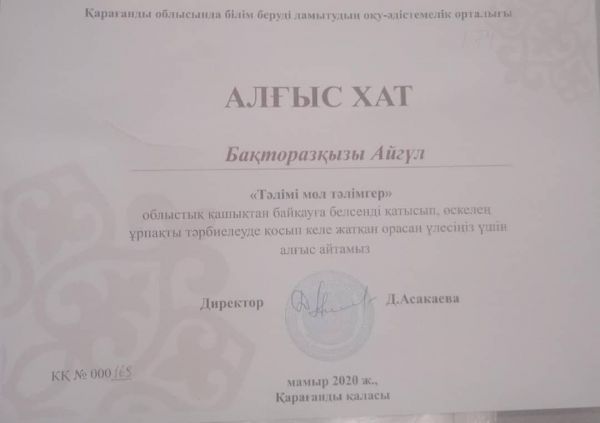 Қарағанды облысында білім беруді дамытудың оқу-әдістемелік орталығы
АЛҒЫС ХАТ
Бақторазқызы Айгүл
«Тәлімі мол тәлімгер»
облыстық қашықтан байқауға белсенді қатысып, өскелең
ұрпақты тәрбиелеуде қосып келе жатқан орасан үлесіңіз үшін
алғыс айтамыз
Директор Д.Асакаева
ҚҚ № 000168
мамыр 2020 ж.,
Қарағанды қаласы